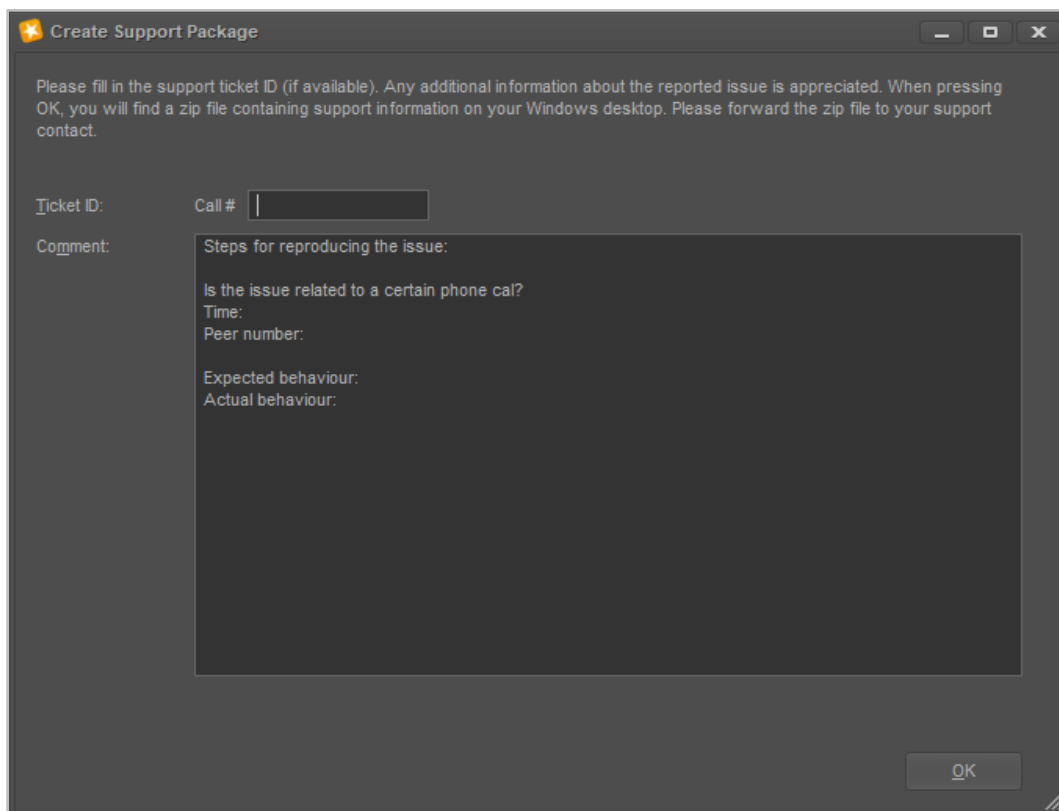 Create Support Package
Please fill in the support ticket ID (if available). Any additional information about the reported issue is appreciated. When pressing
OK, you will find a zip file containing support information on your Windows desktop. Please forward the zip file to your support
contact.
Ticket ID: Call #
Comment: Steps for reproducing the issue:
Is the issue related to a certain phone cal?
Time:
Peer number:
Expected behaviour:
Actual behaviour:
OK